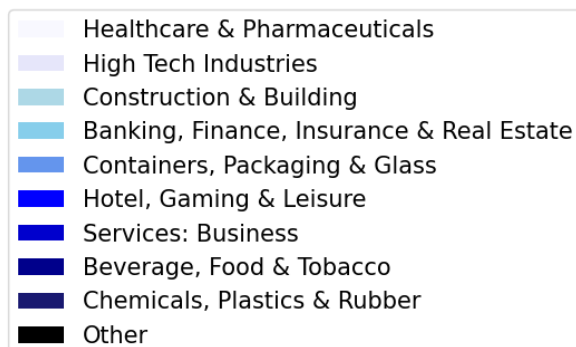 Healthcare & Pharmaceuticals
High Tech Industries
Construction & Building
Banking, Finance, Insurance & Real Estate
Containers, Packaging & Glass
Hotel, Gaming & Leisure
Services: Business
Beverage, Food & Tobacco
Chemicals, Plastics & Rubber
Other